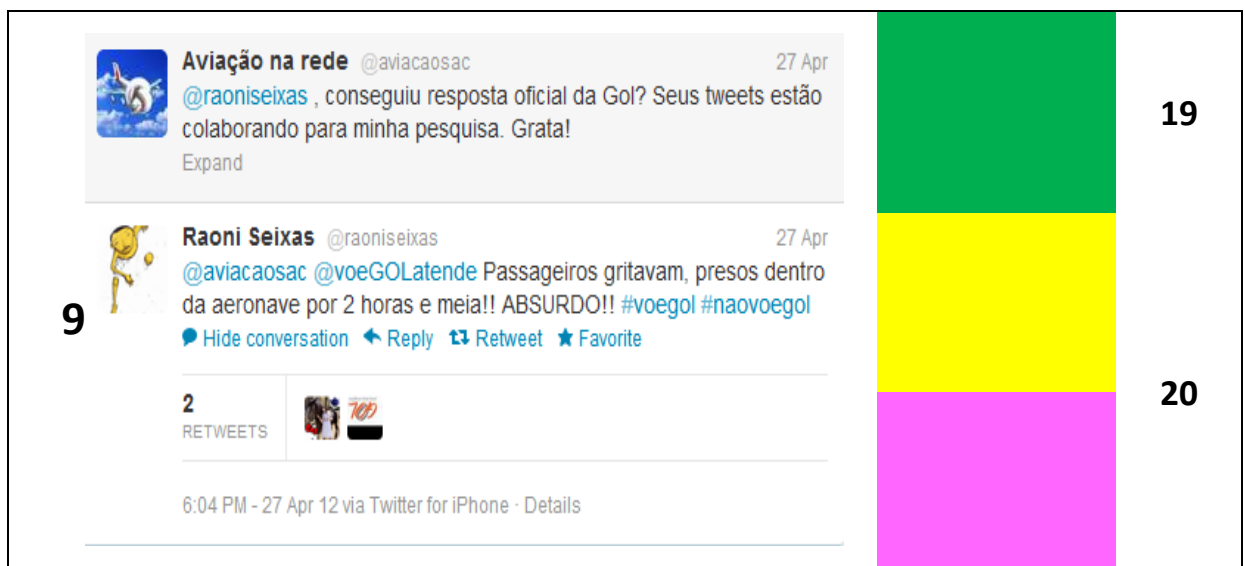 Aviação na rede @aviacaosac 27 Apr
@raoniseixas , conseguiu resposta oficial da Gol? Seus tweets estão
colaborando para minha pesquisa. Grata!
Expand
19
Raoni Seixas @raoniseixas 27 Apr
@aviacaosac @voeGOLatende Passageiros gritavam, presos dentro
da aeronave por 2 horas e meia!! ABSURDO!! #voegol #naovoegol
9
Hide conversation Reply Retweet Favorite
2
RETWEETS
20
6:04 PM - 27 Apr 12 via Twitter for iPhone · Details